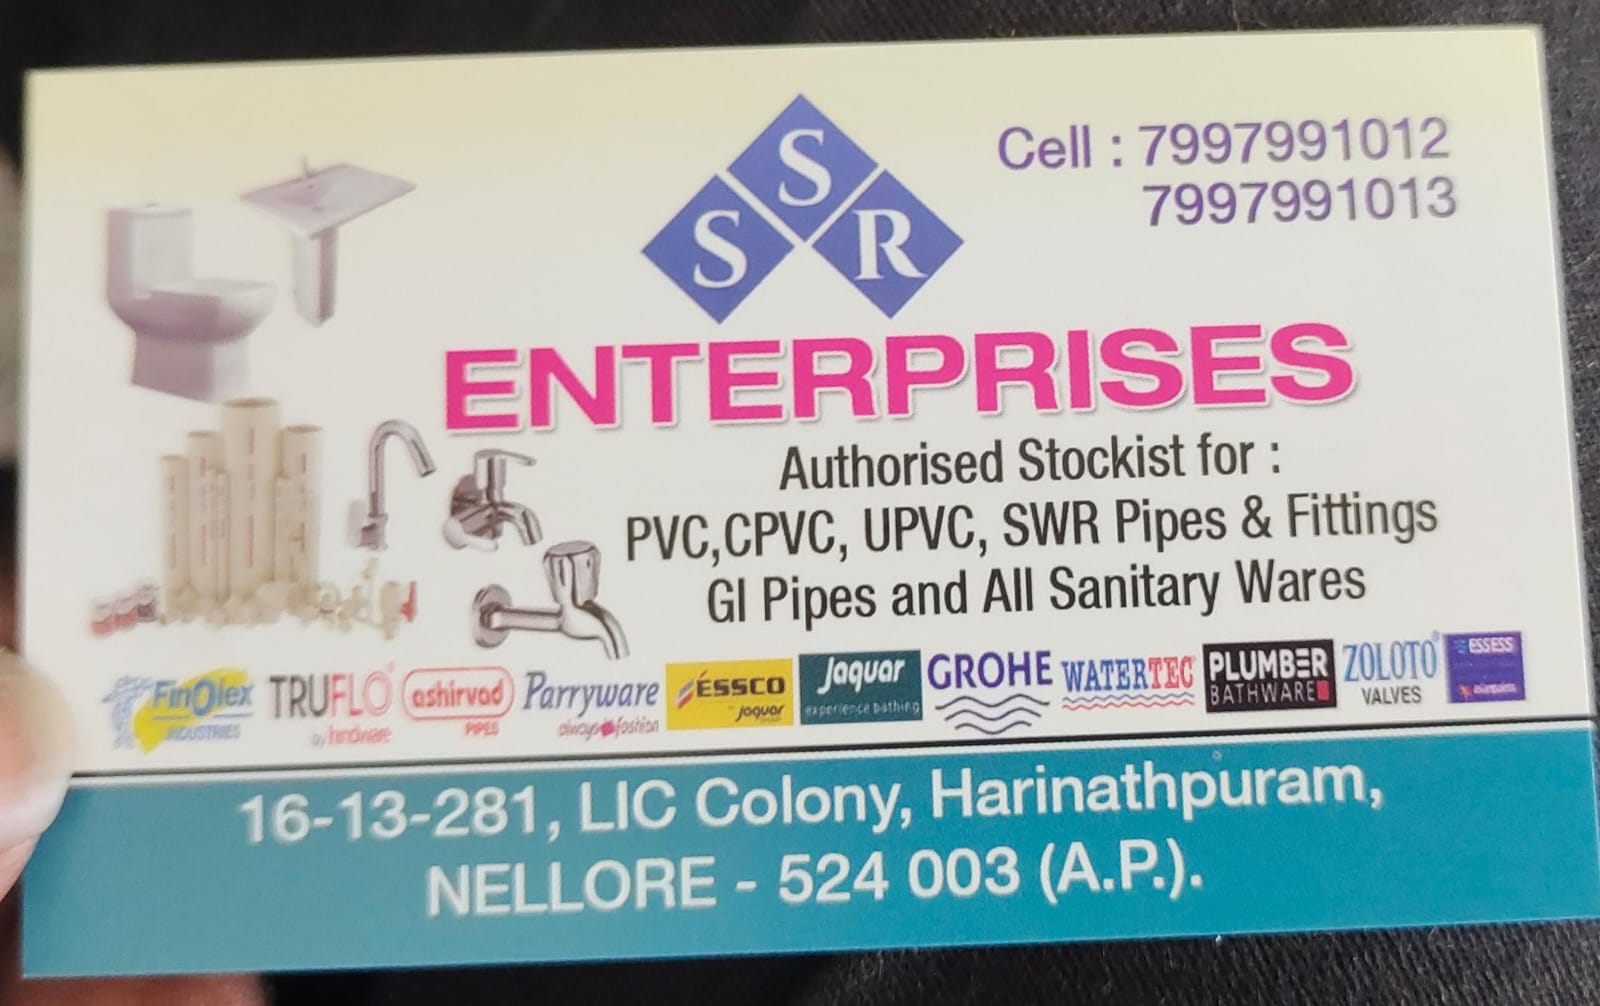 S
S R
Cell : 7997991012
7997991013
ENTERPRISES
Authorised Stockist for :
PVC,CPVC, UPVC, SWR Pipes & Fittings
GI Pipes and All Sanitary Wares
FinOlex INDUSTRIES
TRUFLO by hindware
ashirvad PIPES
Parryware always in fashion
ÉSSCO by Jaquar
Jaquar experience bathing
GROHE
WATERTEC
PLUMBER BATHWARE
ZOLOTO VALVES
ESSESS
16-13-281, LIC Colony, Harinathpuram,
NELLORE - 524 003 (A.P.).